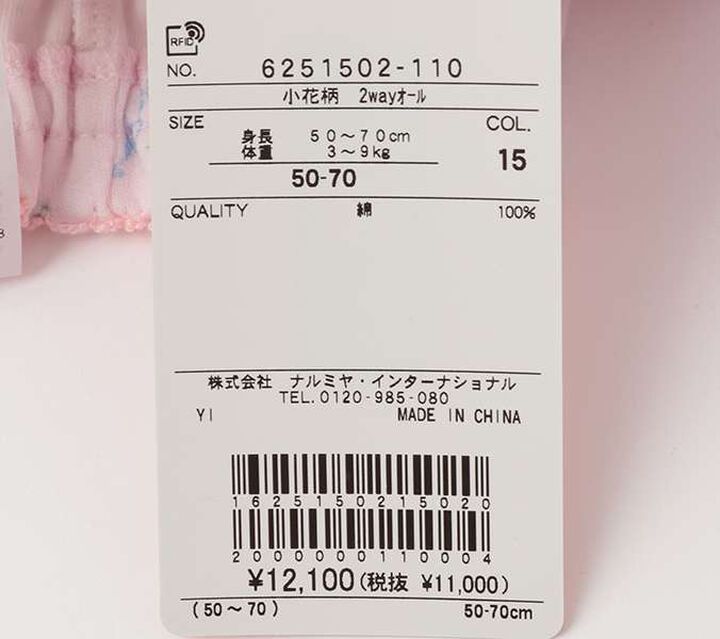 RFID
NO. 6251502-110
小花柄 2wayオール
SIZE
COL.
身長 50～70cm
体重 3～9kg
15
50-70
QUALITY 綿 100%
株式会社 ナルミヤ・インターナショナル
TEL.0120-985-080
YI MADE IN CHINA
1625150215020
2000000110004
¥12,100(税抜 ¥11,000)
(50～70) 50-70cm
8